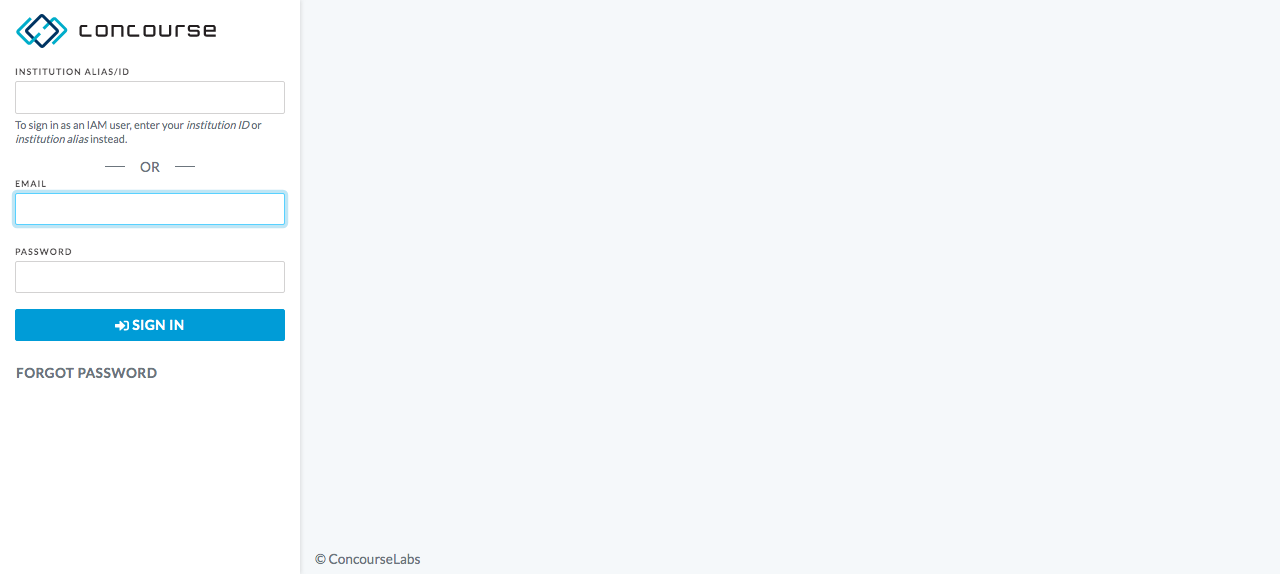 concourse
INSTITUTION ALIAS/ID
To sign in as an IAM user, enter your institution ID or
institution alias instead.
OR
EMAIL
PASSWORD
SIGN IN
FORGOT PASSWORD
© ConcourseLabs